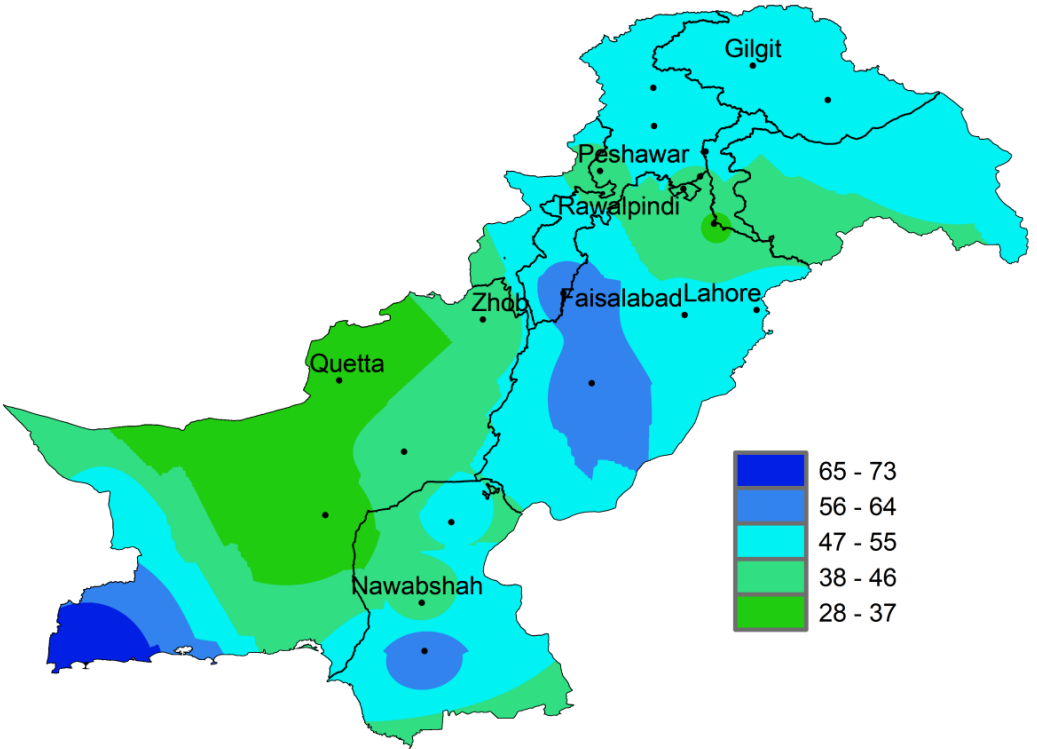 Gilgit
Peshawar
Rawalpindi
Zhob
Faisalabad
Lahore
Quetta
65 - 73
56 - 64
47 - 55
38 - 46
Nawabshah
28 - 37